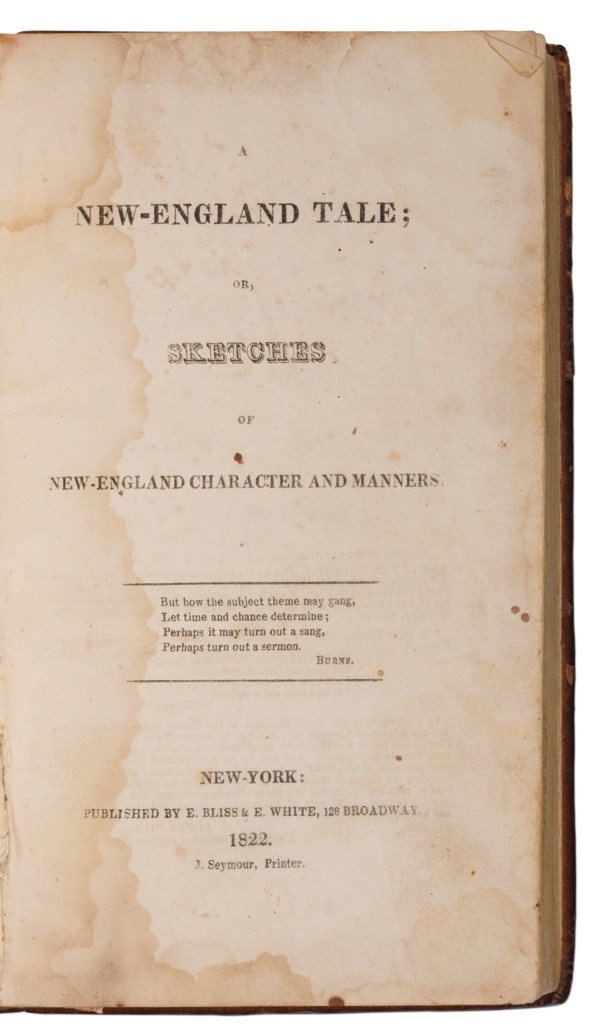 A
NEW-ENGLAND TALE;
OR,
SKETCHES
OF
NEW-ENGLAND CHARACTER AND MANNERS.
But how the subject theme may gang,
Let time and chance determine;
Perhaps it may turn out a sang,
Perhaps turn out a sermon.
BURNS.
NEW-YORK:
PUBLISHED BY E. BLISS & E. WHITE, 128 BROADWAY.
1822.
J. Seymour, Printer.